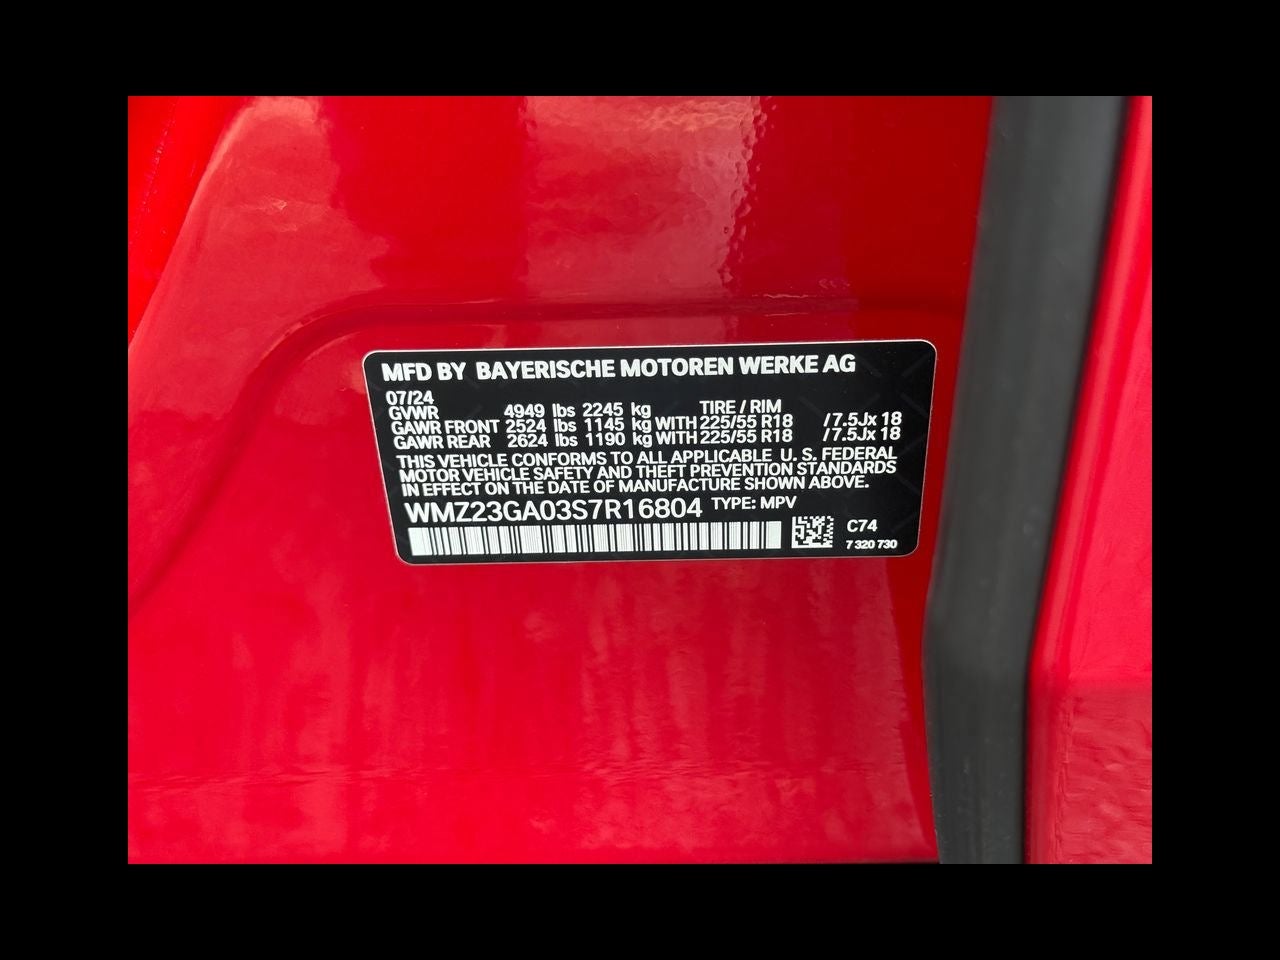 MFD BY BAYERISCHE MOTOREN WERKE AG
07/24
GVWR 4949 lbs 2245 kg TIRE / RIM
GAWR FRONT 2524 lbs 1145 kg WITH 225/55 R18 /7.5Jx 18
GAWR REAR 2624 lbs 1190 kg WITH 225/55 R18 /7.5Jx 18
THIS VEHICLE CONFORMS TO ALL APPLICABLE U. S. FEDERAL
MOTOR VEHICLE SAFETY AND THEFT PREVENTION STANDARDS
IN EFFECT ON THE DATE OF MANUFACTURE SHOWN ABOVE.
WMZ23GA03S7R16804 TYPE: MPV
C74
7 320 730